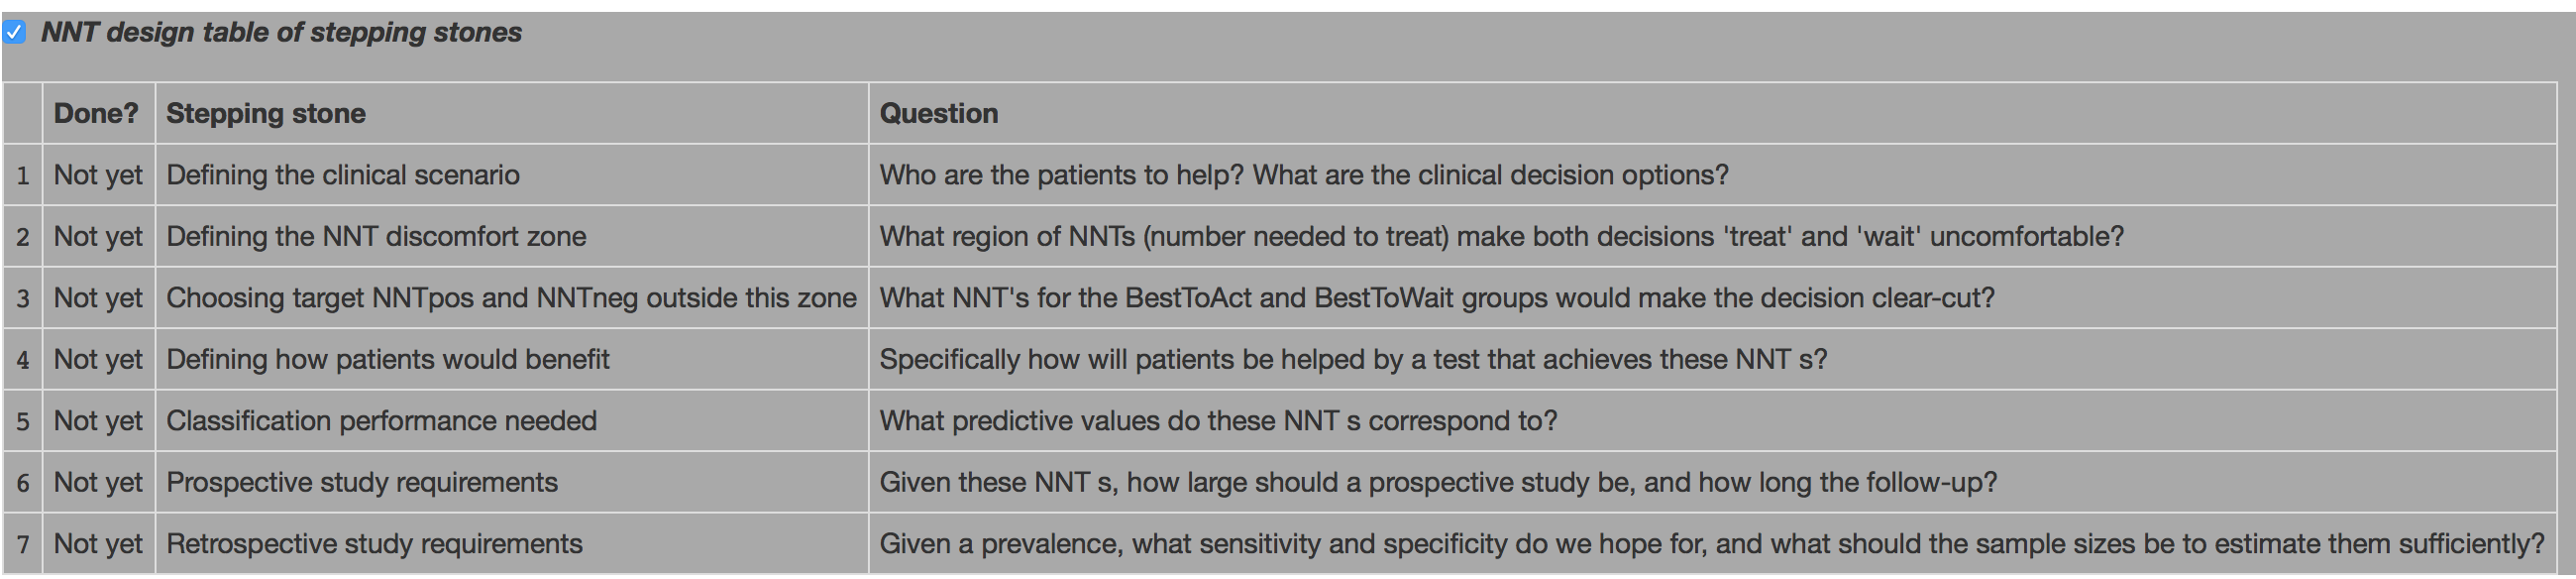 NNT design table of stepping stones
Done? Stepping stone Question
1 Not yet Defining the clinical scenario Who are the patients to help? What are the clinical decision options?
2 Not yet Defining the NNT discomfort zone What region of NNTs (number needed to treat) make both decisions 'treat' and 'wait' uncomfortable?
3 Not yet Choosing target NNTpos and NNTneg outside this zone What NNT's for the BestToAct and BestToWait groups would make the decision clear-cut?
4 Not yet Defining how patients would benefit Specifically how will patients be helped by a test that achieves these NNT s?
5 Not yet Classification performance needed What predictive values do these NNT s correspond to?
6 Not yet Prospective study requirements Given these NNT s, how large should a prospective study be, and how long the follow-up?
7 Not yet Retrospective study requirements Given a prevalence, what sensitivity and specificity do we hope for, and what should the sample sizes be to estimate them sufficiently?